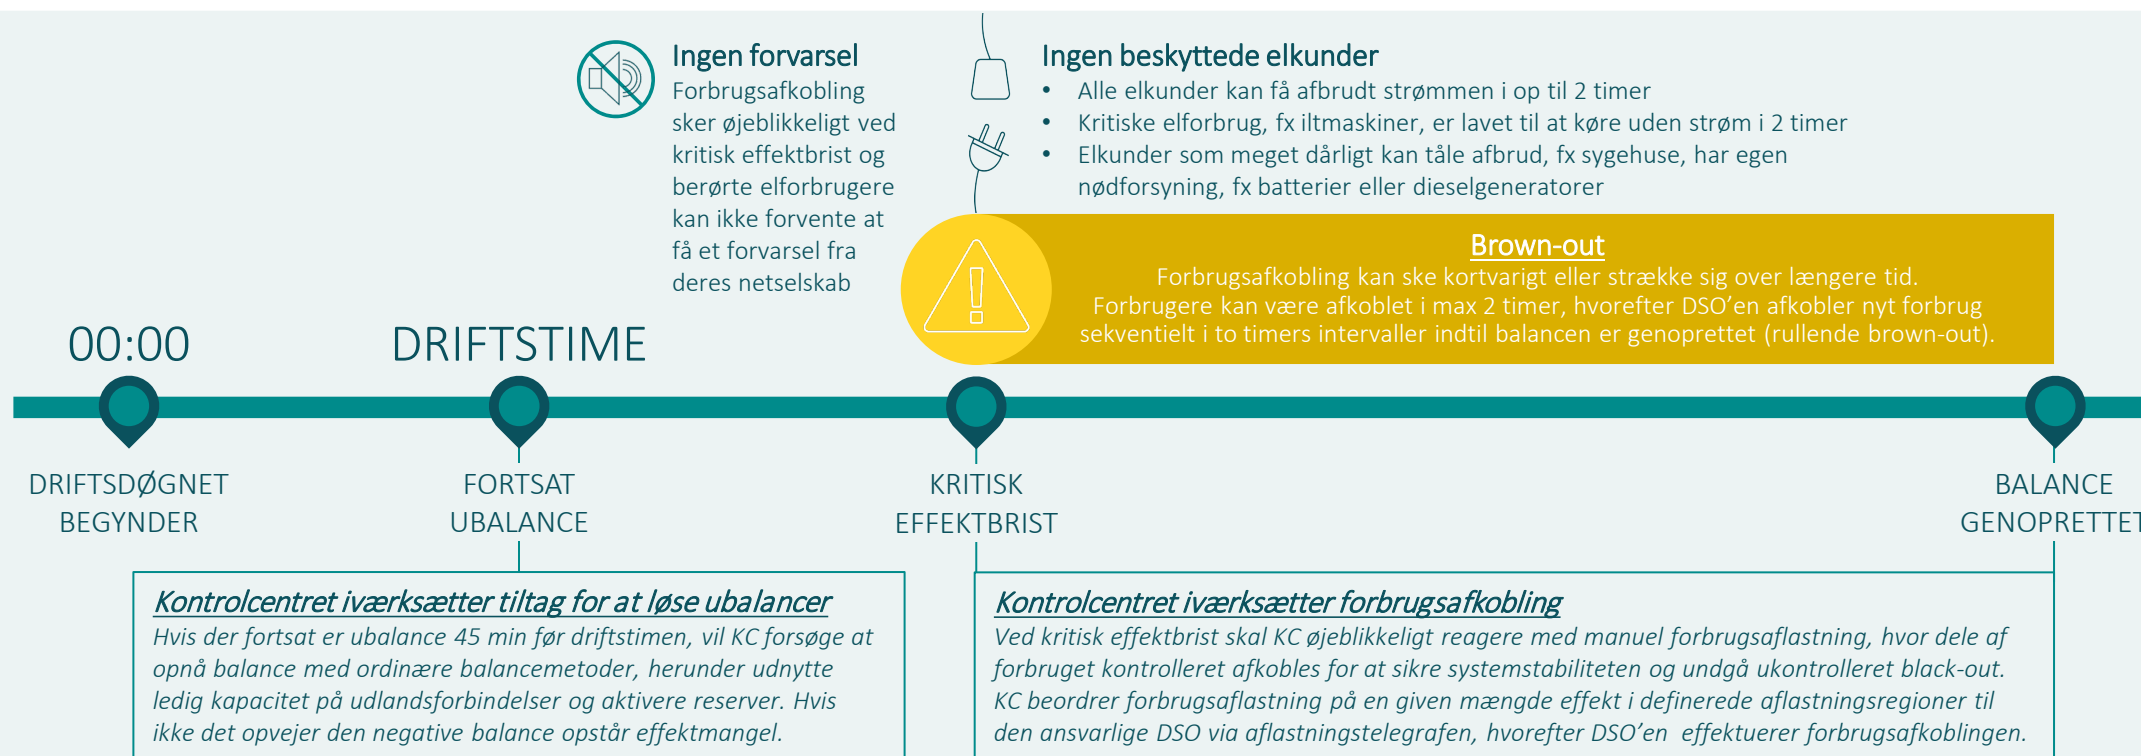 Ingen forvarsel
Forbrugsafkobling
sker øjeblikkeligt ved
kritisk effektbrist og
berørte elforbrugere
kan ikke forvente at
få et forvarsel fra
deres netselskab
Ingen beskyttede elkunder
• Alle elkunder kan få afbrudt strømmen i op til 2 timer
• Kritiske elforbrug, fx iltmaskiner, er lavet til at køre uden strøm i 2 timer
• Elkunder som meget dårligt kan tåle afbrud, fx sygehuse, har egen
nødforsyning, fx batterier eller dieselgeneratorer
Brown-out
Forbrugsafkobling kan ske kortvarigt eller strække sig over længere tid.
Forbrugere kan være afkoblet i max 2 timer, hvorefter DSO'en afkobler nyt forbrug
sekventielt i to timers intervaller indtil balancen er genoprettet (rullende brown-out).
00:00
DRIFTSTIME
DRIFTSDØGNET
BEGYNDER
FORTSAT
UBALANCE
KRITISK
EFFEKTBRIST
BALANCE
GENOPRETTET
Kontrolcentret iværksætter tiltag for at løse ubalancer
Hvis der fortsat er ubalance 45 min før driftstimen, vil KC forsøge at
opnå balance med ordinære balancemetoder, herunder udnytte
ledig kapacitet på udlandsforbindelser og aktivere reserver. Hvis
ikke det opvejer den negative balance opstår effektmangel.
Kontrolcentret iværksætter forbrugsafkobling
Ved kritisk effektbrist skal KC øjeblikkeligt reagere med manuel forbrugsaflastning, hvor dele af
forbruget kontrolleret afkobles for at sikre systemstabiliteten og undgå ukontrolleret black-out.
KC beordrer forbrugsaflastning på en given mængde effekt i definerede aflastningsregioner til
den ansvarlige DSO via aflastningstelegrafen, hvorefter DSO'en effektuerer forbrugsafkoblingen.